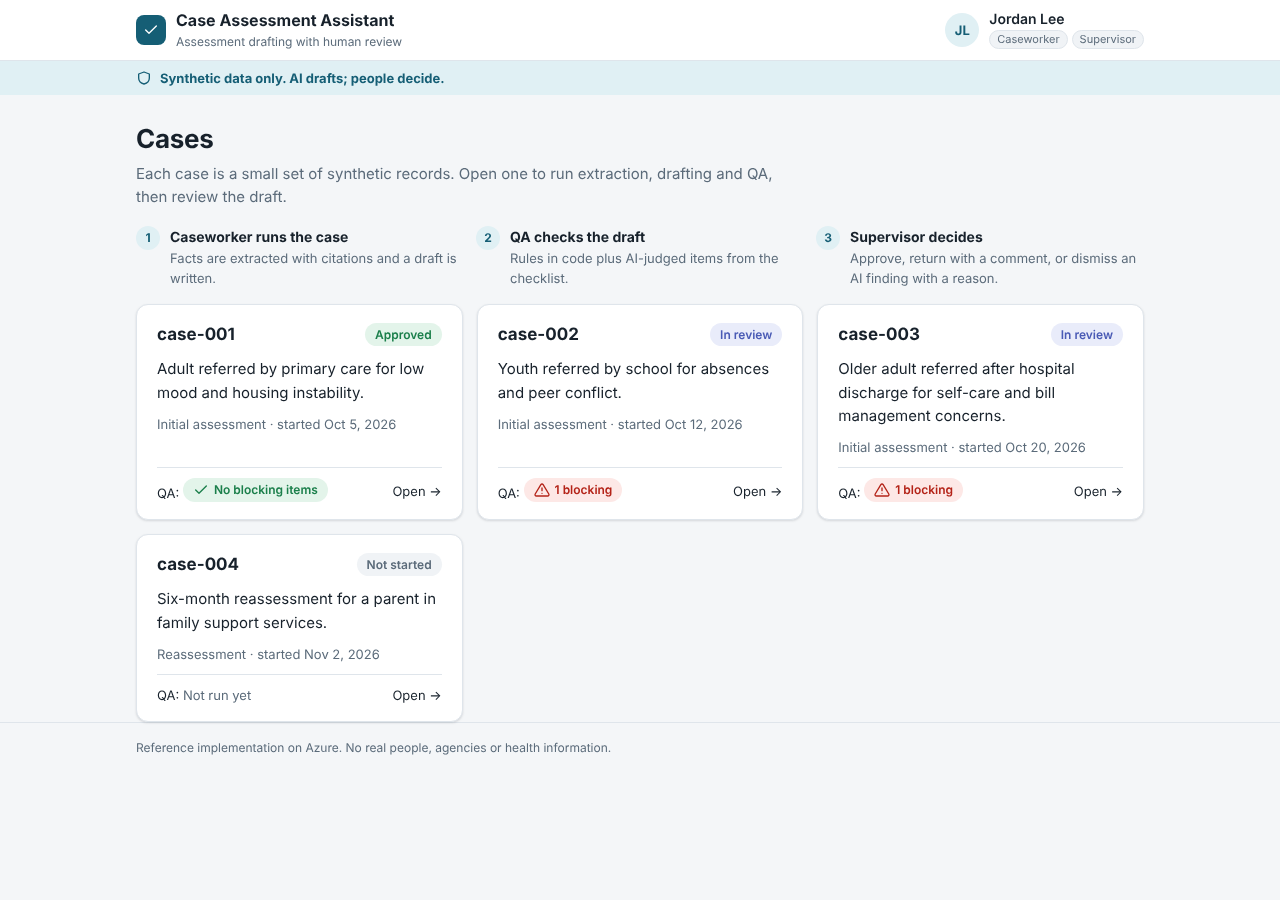 Case Assessment Assistant
Assessment drafting with human review
JL
Jordan Lee
Caseworker Supervisor
Synthetic data only. AI drafts; people decide.
Cases
Each case is a small set of synthetic records. Open one to run extraction, drafting and QA,
then review the draft.
1 Caseworker runs the case
Facts are extracted with citations and a draft is
written.
2 QA checks the draft
Rules in code plus AI-judged items from the
checklist.
3 Supervisor decides
Approve, return with a comment, or dismiss an
AI finding with a reason.
case-001 Approved
Adult referred by primary care for low
mood and housing instability.
Initial assessment · started Oct 5, 2026
QA: No blocking items Open →
case-002 In review
Youth referred by school for absences
and peer conflict.
Initial assessment · started Oct 12, 2026
QA: 1 blocking Open →
case-003 In review
Older adult referred after hospital
discharge for self-care and bill
management concerns.
Initial assessment · started Oct 20, 2026
QA: 1 blocking Open →
case-004 Not started
Six-month reassessment for a parent in
family support services.
Reassessment · started Nov 2, 2026
QA: Not run yet Open →
Reference implementation on Azure. No real people, agencies or health information.